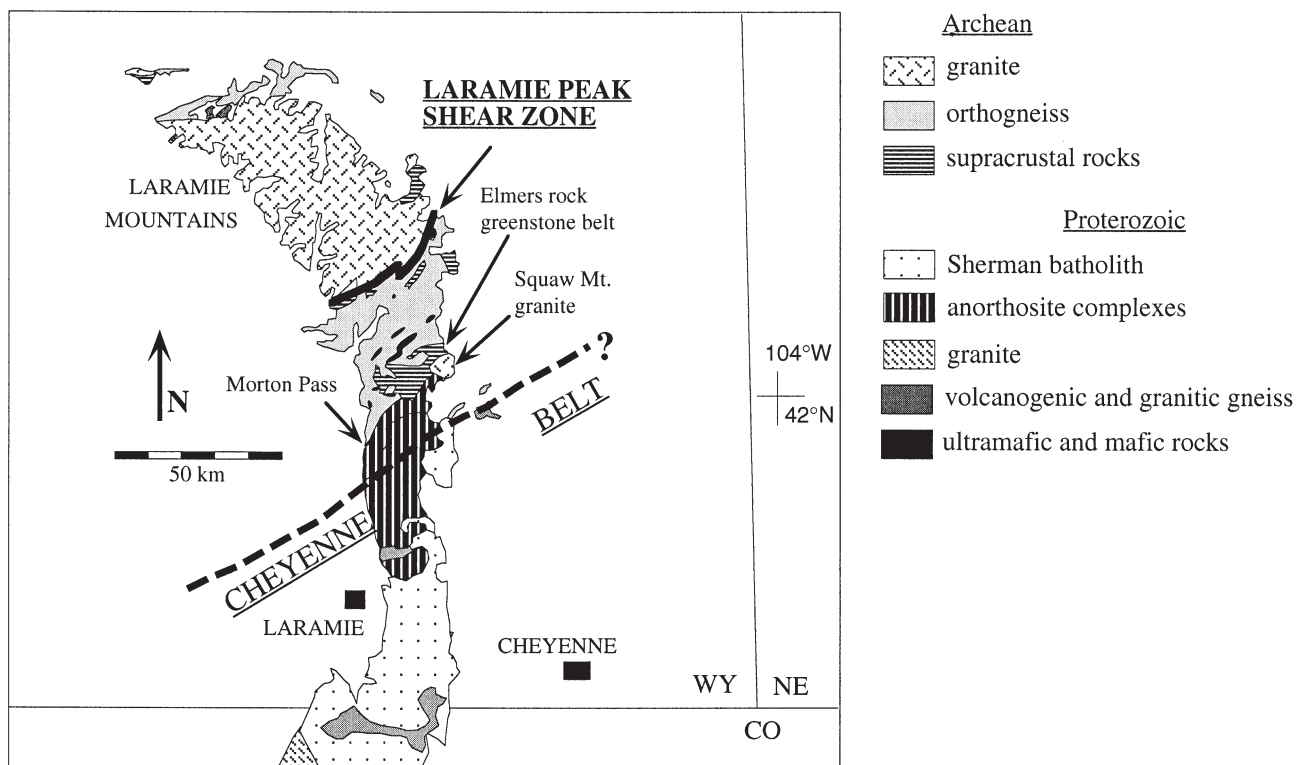 LARAMIE PEAK
SHEAR ZONE
LARAMIE
MOUNTAINS
Elmers rock
greenstone belt
Squaw Mt.
granite
Morton Pass
N
50 km
?
104°W
42°N
CHEYENNE
BELT
LARAMIE
CHEYENNE
WY
NE
CO
Archean
granite
orthogneiss
supracrustal rocks
Proterozoic
Sherman batholith
anorthosite complexes
granite
volcanogenic and granitic gneiss
ultramafic and mafic rocks